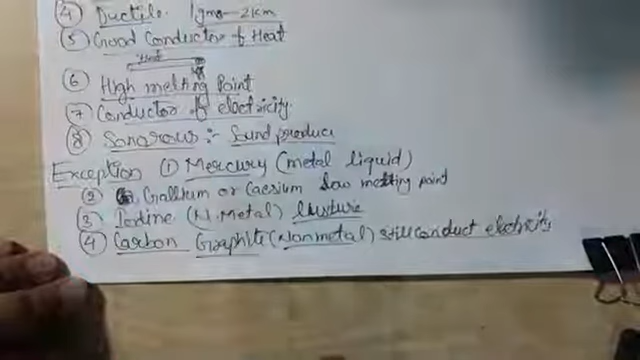 ④ Ductile. 1gms - 2km
⑤ Good Conductor of Heat
Heat
⑥ High melting Point
⑦ Conductor of electricity.
⑧ Sonorous:- Sound produce
Exception ① Mercury (metal liquid)
2 Gallium or Caesium low melting point
③ Iodine (N.Metal) lusture
④ Carbon Graphite (Nonmetal) still conduct electricity